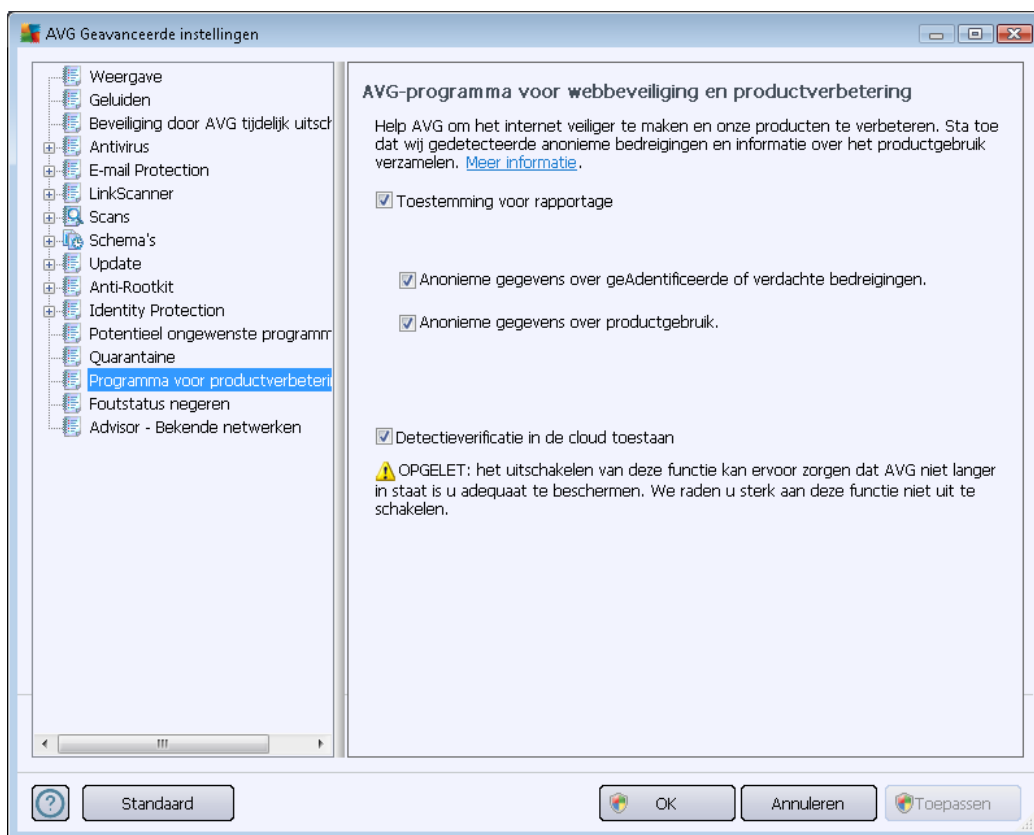 AVG Geavanceerde instellingen
Weergave
Geluiden
Beveiliging door AVG tijdelijk uitsch
Antivirus
E-mail Protection
LinkScanner
Scans
Schema's
Update
Anti-Rootkit
Identity Protection
Potentieel ongewenste programm
Quarantaine
Programma voor productverbeteri
Foutstatus negeren
Advisor - Bekende netwerken
AVG-programma voor webbeveiliging en productverbetering
Help AVG om het internet veiliger te maken en onze producten te verbeteren. Sta toe
dat wij gedetecteerde anonieme bedreigingen en informatie over het productgebruik
verzamelen. Meer informatie.
Toestemming voor rapportage
Anonieme gegevens over geAdentificeerde of verdachte bedreigingen.
Anonieme gegevens over productgebruik.
Detectieverificatie in de cloud toestaan
OPGELET: het uitschakelen van deze functie kan ervoor zorgen dat AVG niet langer
in staat is u adequaat te beschermen. We raden u sterk aan deze functie niet uit te
schakelen.
Standaard
OK
Annuleren
Toepassen